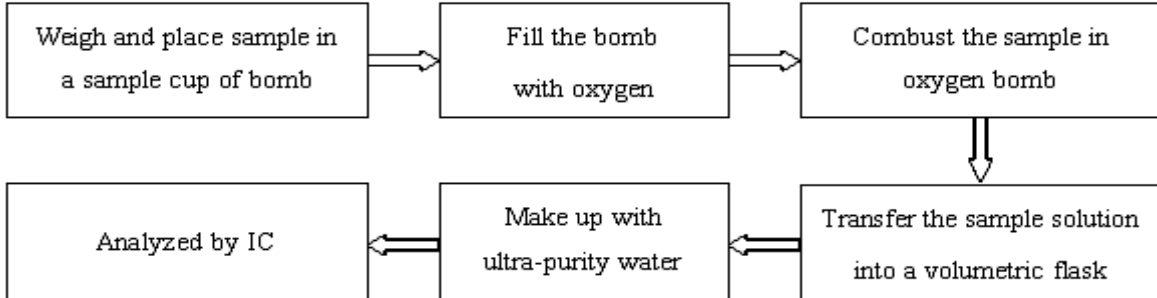 Weigh and place sample in
a sample cup of bomb
Fill the bomb
with oxygen
Combust the sample in
oxygen bomb
Transfer the sample solution
into a volumetric flask
Make up with
ultra-purity water
Analyzed by IC